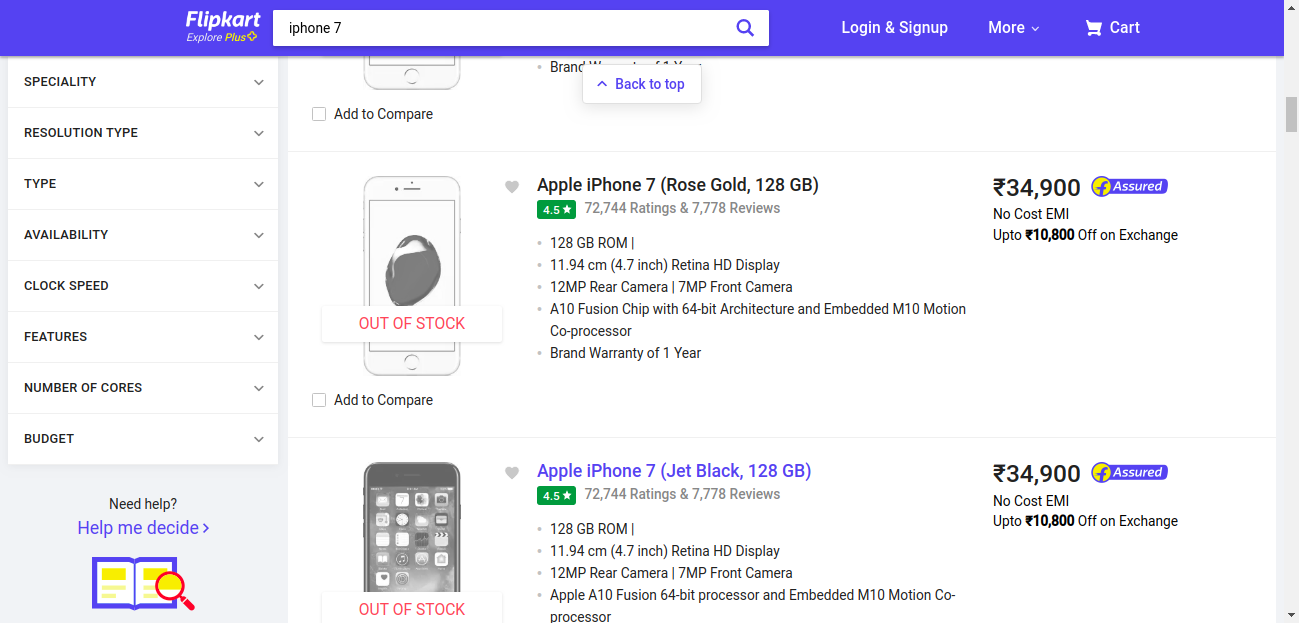 Flipkart
Explore Plus
iphone 7
Login & Signup
More
Cart
SPECIALITY
RESOLUTION TYPE
TYPE
AVAILABILITY
CLOCK SPEED
FEATURES
NUMBER OF CORES
BUDGET
Need help?
Help me decide
Brand Warranty of 1 Year
Back to top
Add to Compare
OUT OF STOCK
Add to Compare
Apple iPhone 7 (Rose Gold, 128 GB)
4.5 ★ 72,744 Ratings & 7,778 Reviews
128 GB ROM |
11.94 cm (4.7 inch) Retina HD Display
12MP Rear Camera | 7MP Front Camera
A10 Fusion Chip with 64-bit Architecture and Embedded M10 Motion
Co-processor
Brand Warranty of 1 Year
₹34,900 f Assured
No Cost EMI
Upto ₹10,800 Off on Exchange
OUT OF STOCK
Apple iPhone 7 (Jet Black, 128 GB)
4.5 ★ 72,744 Ratings & 7,778 Reviews
128 GB ROM |
11.94 cm (4.7 inch) Retina HD Display
12MP Rear Camera | 7MP Front Camera
Apple A10 Fusion 64-bit processor and Embedded M10 Motion Co-
processor
₹34,900 f Assured
No Cost EMI
Upto ₹10,800 Off on Exchange